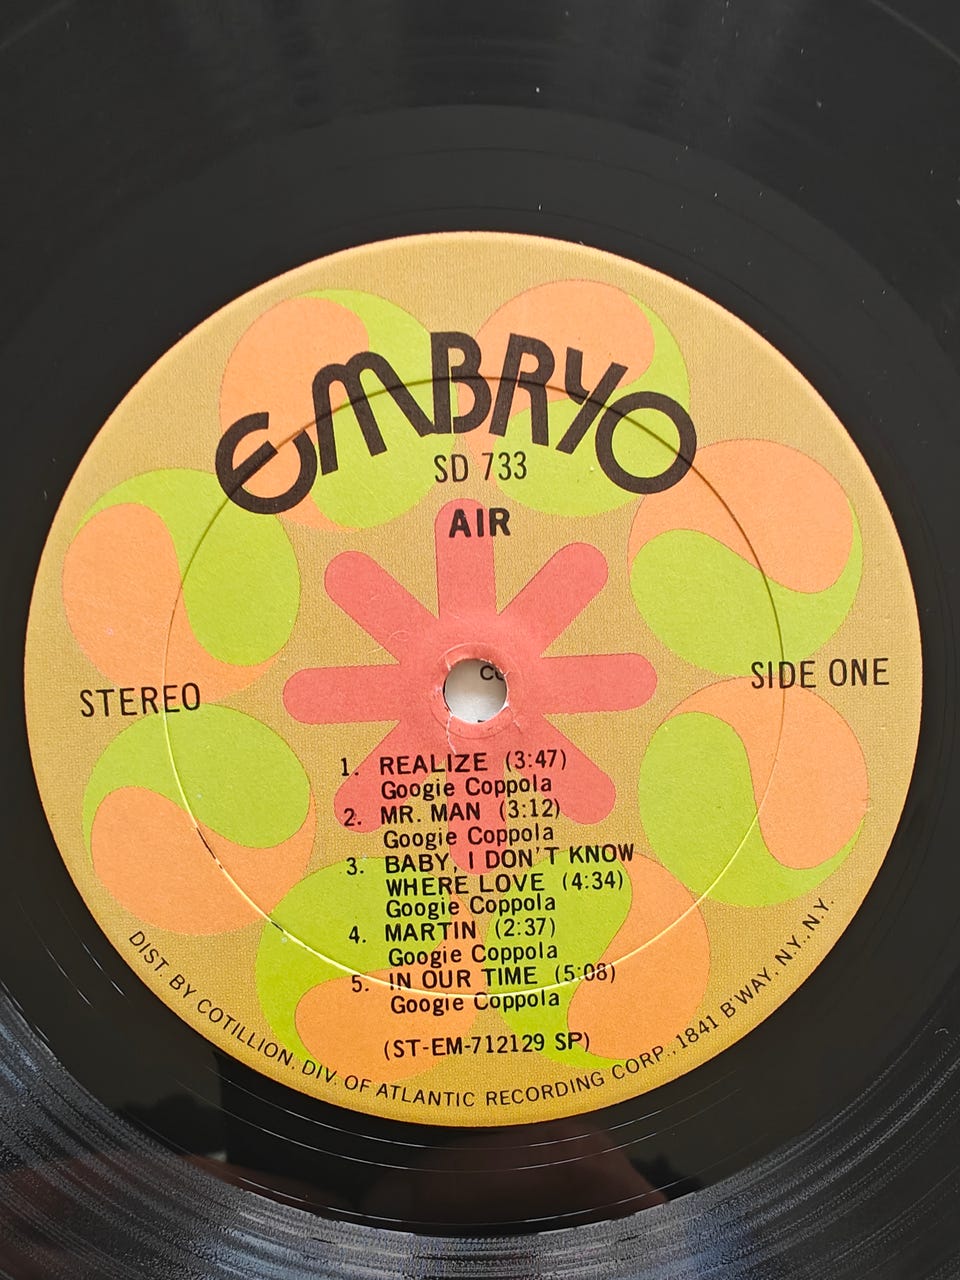 EMBRYO
SD 733
AIR
STEREO
SIDE ONE
1. REALIZE (3:47)
Googie Coppola
2. MR. MAN (3:12)
Googie Coppola
3. BABY, I DON'T KNOW
WHERE LOVE (4:34)
Googie Coppola
4. MARTIN (2:37)
Googie Coppola
5. IN OUR TIME (5:08)
Googie Coppola
(ST-EM-712129 SP)
DIST. BY COTILLION, DIV. OF ATLANTIC RECORDING CORP., 1841 B'WAY, N.Y., N.Y.